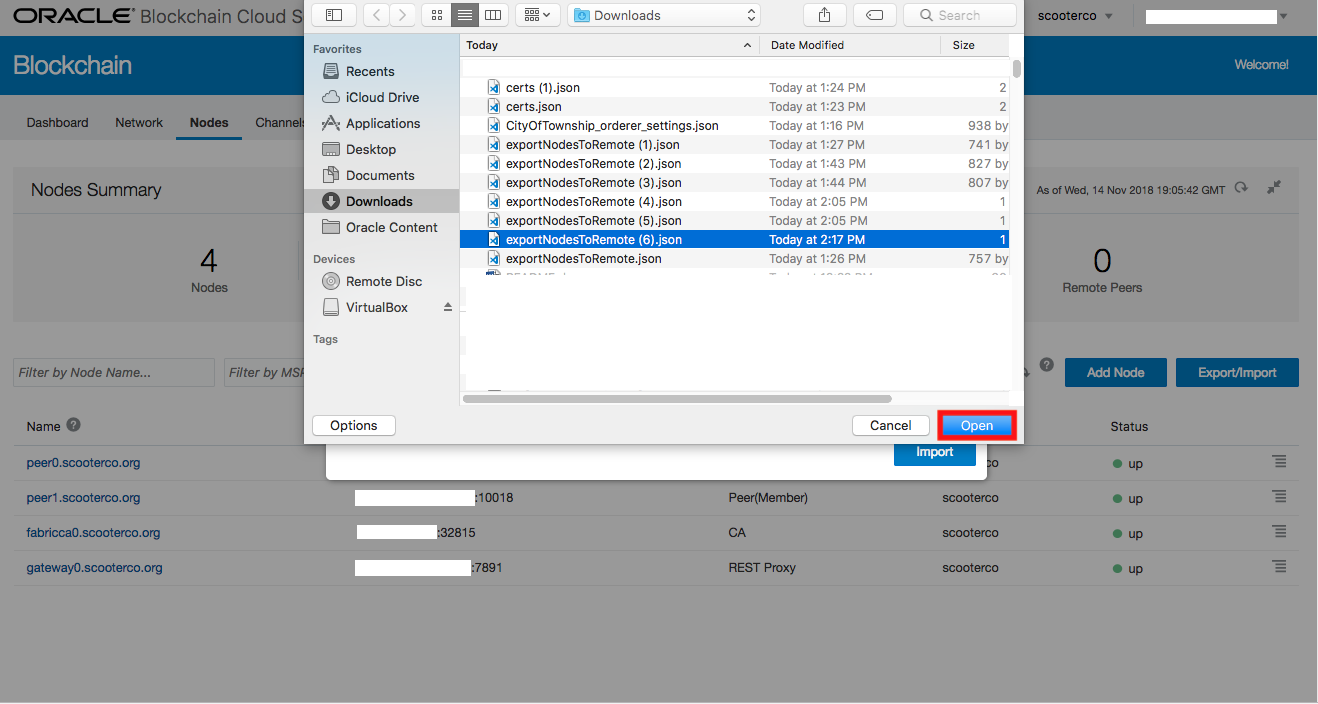 ORACLE® Blockchain Cloud S
scooterco
Downloads
Search
Blockchain
Welcome!
Favorites
Recents
iCloud Drive
Applications
Desktop
Documents
Downloads
Oracle Content
Devices
Remote Disc
VirtualBox
Tags
Today Date Modified Size
certs (1).json Today at 1:24 PM 2
certs.json Today at 1:23 PM 2
CityOfTownship_orderer_settings.json Today at 1:16 PM 938 by
exportNodesToRemote (1).json Today at 1:27 PM 741 by
exportNodesToRemote (2).json Today at 1:43 PM 827 by
exportNodesToRemote (3).json Today at 1:44 PM 807 by
exportNodesToRemote (4).json Today at 2:05 PM 1
exportNodesToRemote (5).json Today at 2:05 PM 1
exportNodesToRemote (6).json Today at 2:17 PM 1
exportNodesToRemote.json Today at 1:26 PM 757 by
Options Cancel Open
Import
Dashboard Network Nodes Channels
Nodes Summary
As of Wed, 14 Nov 2018 19:05:42 GMT
4
Nodes
0
Remote Peers
Filter by Node Name... Filter by MSP
? Add Node Export/Import
Name ? Status
peer0.scooterco.org co up
peer1.scooterco.org :10018 Peer(Member) scooterco up
fabricca0.scooterco.org :32815 CA scooterco up
gateway0.scooterco.org :7891 REST Proxy scooterco up